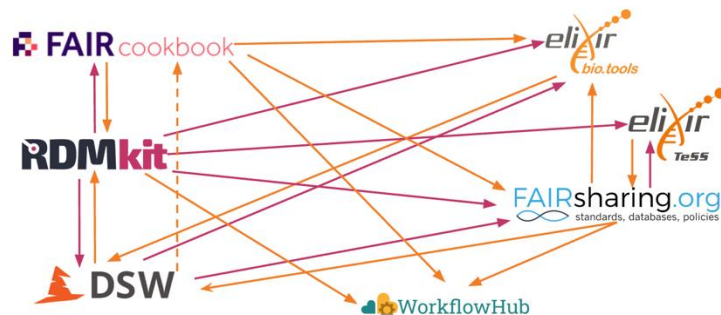 FAIR cookbook
elixir
bio.tools
RDMkit
elixir
TeSS
FAIRsharing.org
standards, databases, policies
DSW
WorkflowHub